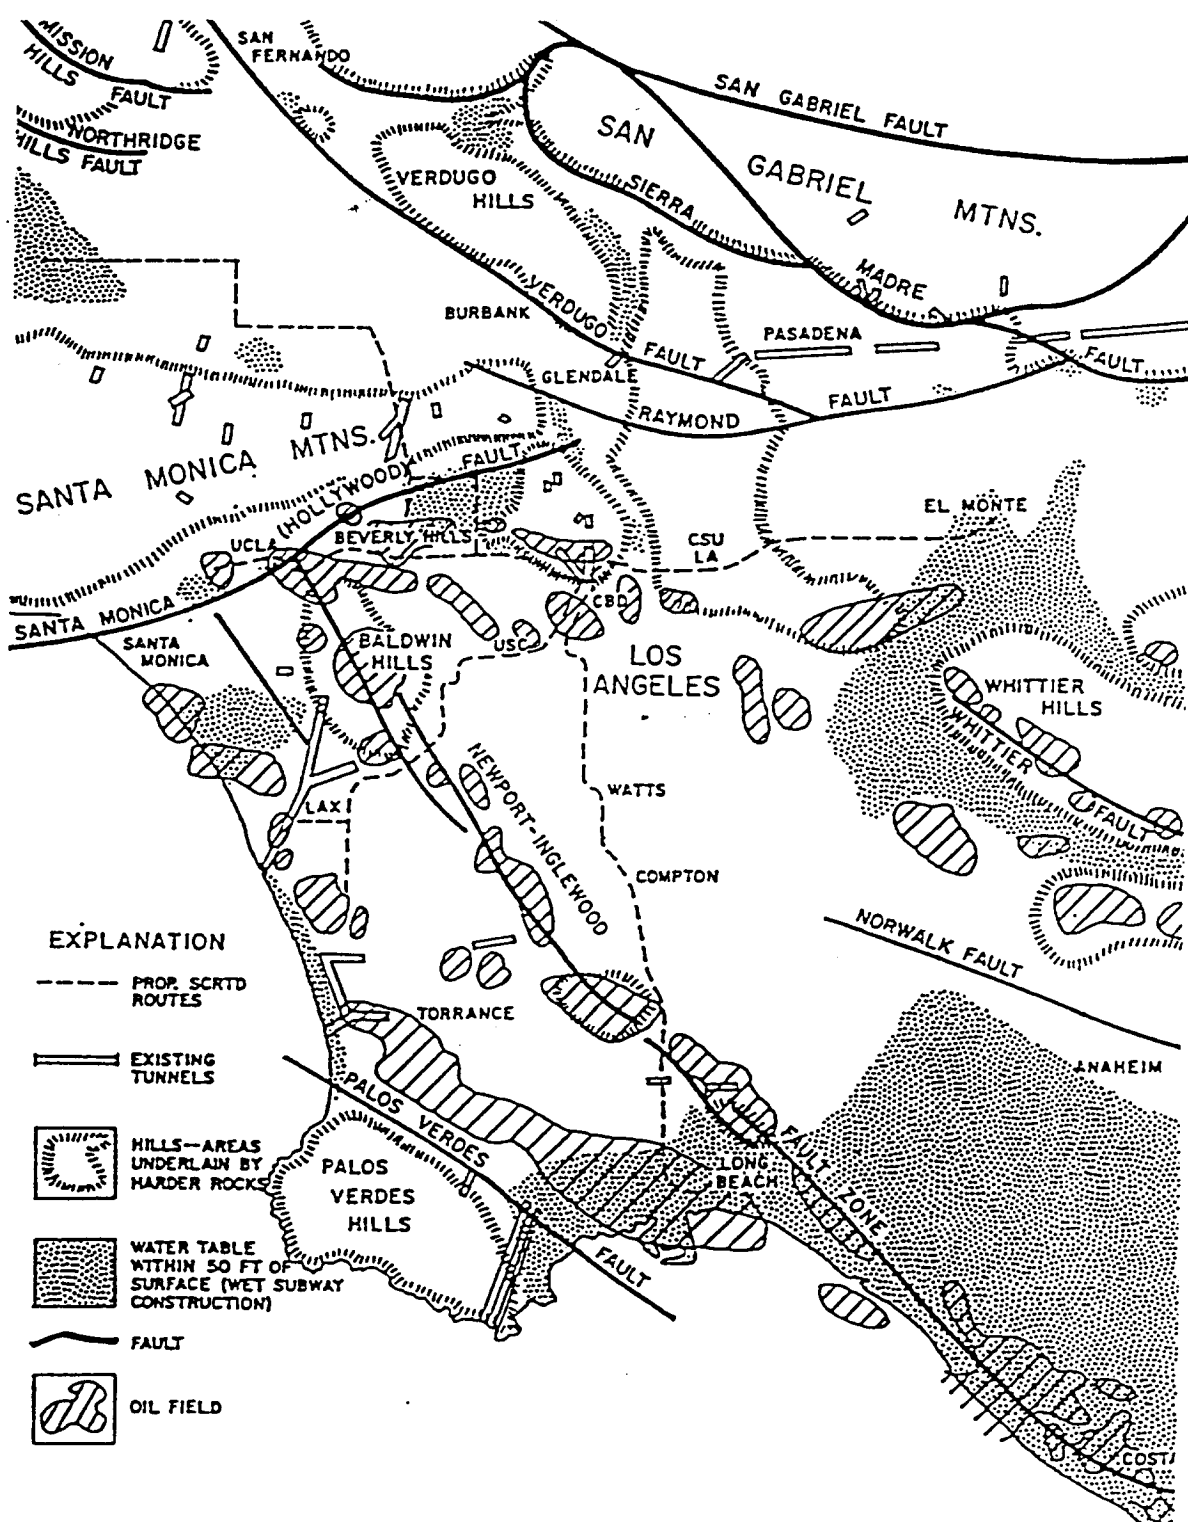 MISSION
HILLS
FAULT
NORTHRIDGE
HILLS FAULT
SAN
FERNANDO
SAN GABRIEL FAULT
SAN
GABRIEL
MTNS.
VERDUGO
HILLS
SIERRA
MADRE
FAULT
BURBANK
VERDUGO
FAULT
PASADENA
GLENDALE
RAYMOND
FAULT
SANTA MONICA MTNS.
(HOLLYWOOD)
FAULT
EL MONTE
UCLA
BEVERLY HILLS
CSU
LA
SANTA MONICA
CBD
SANTA
MONICA
BALDWIN
HILLS
USC
LOS
ANGELES
WHITTIER
HILLS
WHITTIER
FAULT
NEWPORT-INGLEWOOD
WATTS
LAX
COMPTON
NORWALK FAULT
TORRANCE
ANAHEIM
PALOS VERDES
FAULT
PALOS
VERDES
HILLS
LONG
BEACH
FAULT ZONE
COSTA
EXPLANATION
PROP. SCRTD
ROUTES
EXISTING
TUNNELS
HILLS—AREAS
UNDERLAIN BY
HARDER ROCKS
WATER TABLE
WITHIN 50 FT OF
SURFACE (WET SUBWAY
CONSTRUCTION)
FAULT
OIL FIELD